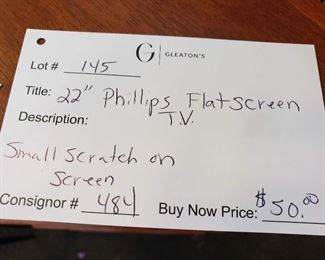 G | GLEATON'S
Lot # 145
Title: 22" Phillips Flatscreen
Description: T.V.
Small scratch on
screen
Consignor # 484 Buy Now Price: $50.00